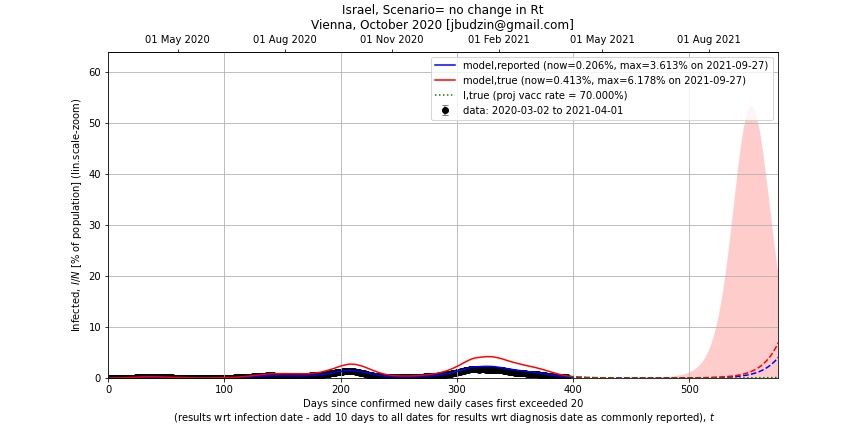 Israel, Scenario= no change in Rt
Vienna, October 2020 [jbudzin@gmail.com]
01 May 2020 01 Aug 2020 01 Nov 2020 01 Feb 2021 01 May 2021 01 Aug 2021
model,reported (now=0.206%, max=3.613% on 2021-09-27)
model,true (now=0.413%, max=6.178% on 2021-09-27)
I,true (proj vacc rate = 70.000%)
data: 2020-03-02 to 2021-04-01
Infected, I/N [% of population] (lin.scale-zoom)
60
50
40
30
20
10
0
0 100 200 300 400 500
Days since confirmed new daily cases first exceeded 20
(results wrt infection date - add 10 days to all dates for results wrt diagnosis date as commonly reported), t